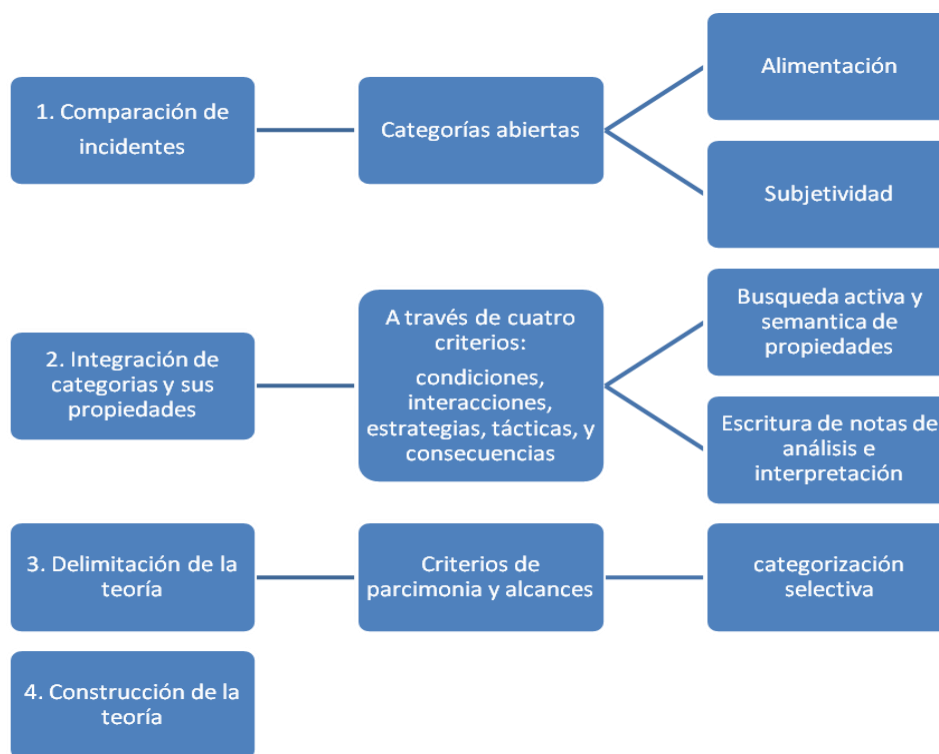 1. Comparación de
incidentes
Categorías abiertas
Alimentación
Subjetividad
2. Integración de
categorias y sus
propiedades
A través de cuatro
criterios:
condiciones,
interacciones,
estrategias, tácticas, y
consecuencias
Busqueda activa y
semantica de
propiedades
Escritura de notas de
análisis e
interpretación
3. Delimitación de la
teoría
Criterios de
parcimonia y alcances
categorización
selectiva
4. Construcción de la
teoría